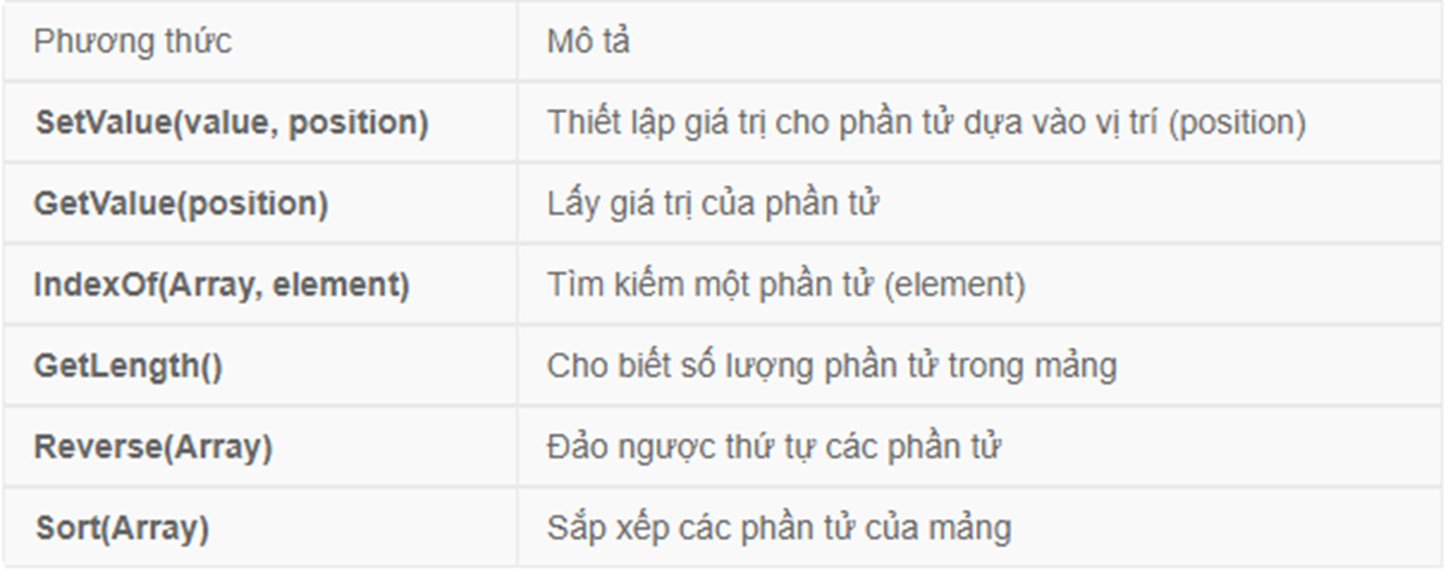 Phương thức Mô tả
SetValue(value, position) Thiết lập giá trị cho phần tử dựa vào vị trí (position)
GetValue(position) Lấy giá trị của phần tử
IndexOf(Array, element) Tìm kiếm một phần tử (element)
GetLength() Cho biết số lượng phần tử trong mảng
Reverse(Array) Đảo ngược thứ tự các phần tử
Sort(Array) Sắp xếp các phần tử của mảng